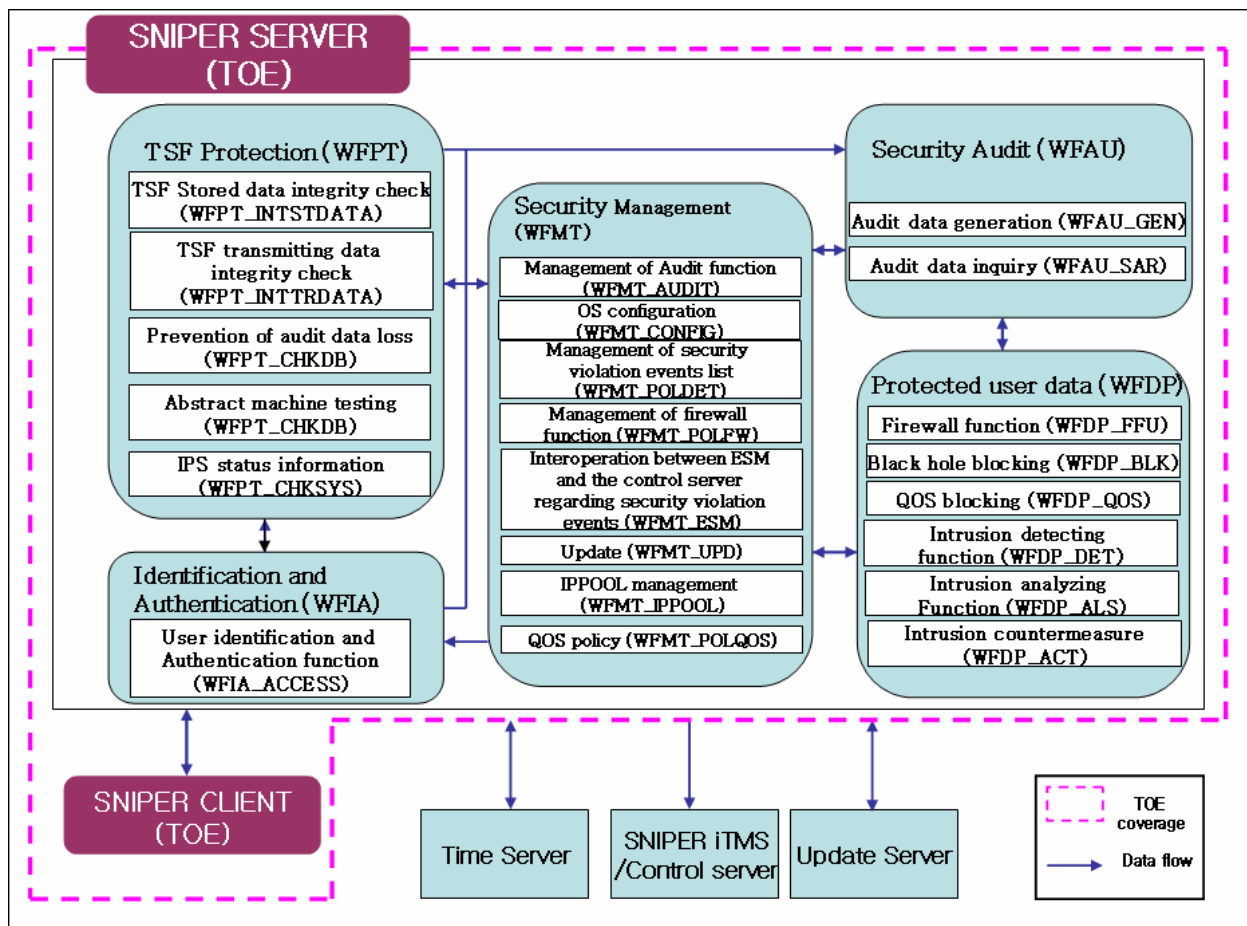 SNIPER SERVER
(TOE)
TSF Protection (WFPT)
TSF Stored data integrity check
(WFPT_INTSTDATA)
TSF transmitting data
integrity check
(WFPT_INTTRDATA)
Prevention of audit data loss
(WFPT_CHKDB)
Abstract machine testing
(WFPT_CHKDB)
IPS status information
(WFPT_CHKSYS)
Identification and
Authentication (WFIA)
User identification and
Authentication function
(WFIA_ACCESS)
Security Management
(WFMT)
Management of Audit function
(WFMT_AUDIT)
OS configuration
(WFMT_CONFIG)
Management of security
violation events list
(WFMT_POLDET)
Management of firewall
function (WFMT_POLFW)
Interoperation between ESM
and the control server
regarding security violation
events (WFMT_ESM)
Update (WFMT_UPD)
IPPOOL management
(WFMT_IPPOOL)
QOS policy (WFMT_POLQOS)
Security Audit (WFAU)
Audit data generation (WFAU_GEN)
Audit data inquiry (WFAU_SAR)
Protected user data (WFDP)
Firewall function (WFDP_FFU)
Black hole blocking (WFDP_BLK)
QOS blocking (WFDP_QOS)
Intrusion detecting
function (WFDP_DET)
Intrusion analyzing
Function (WFDP_ALS)
Intrusion countermeasure
(WFDP_ACT)
SNIPER CLIENT
(TOE)
Time Server
SNIPER iTMS
/Control server
Update Server
TOE
coverage
Data flow